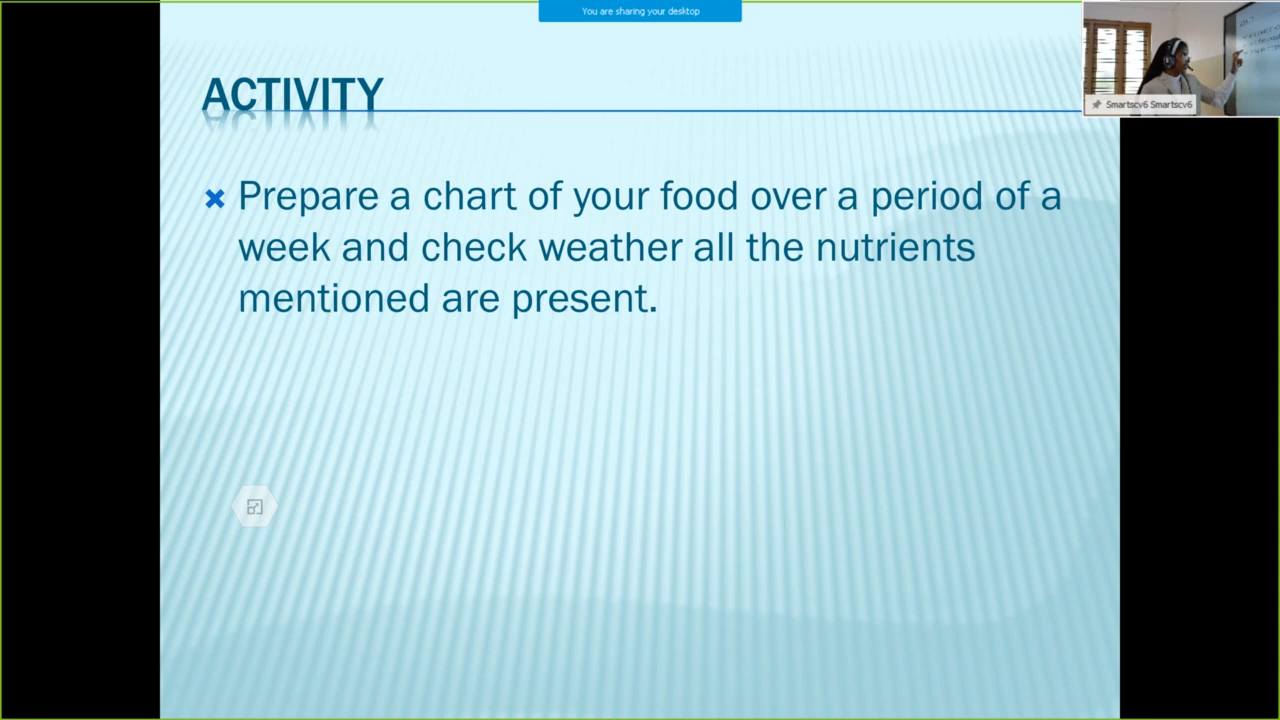 You are sharing your desktop
Smartscv6 Smartscv6
ACTIVITY
Prepare a chart of your food over a period of a
week and check weather all the nutrients
mentioned are present.